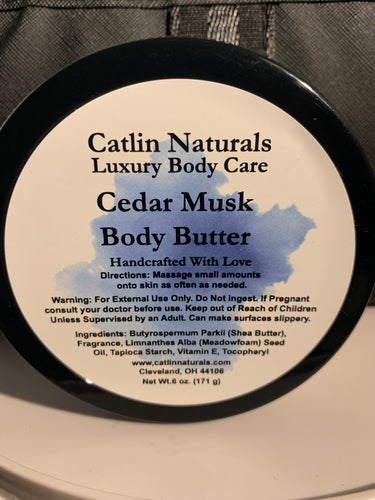 Catlin Naturals
Luxury Body Care
Cedar Musk
Body Butter
Handcrafted With Love
Directions: Massage small amounts
onto skin as often as needed.
Warning: For External Use Only. Do Not Ingest. If Pregnant
consult your doctor before use. Keep out of Reach of Children
Unless Supervised by an Adult. Can make surfaces slippery.
Ingredients: Butyrospermum Parkii (Shea Butter),
Fragrance, Limnanthes Alba (Meadowfoam) Seed
Oil, Tapioca Starch, Vitamin E, Tocopheryl
www.catlinnaturals.com
Cleveland, OH 44106
Net Wt.6 oz. (171 g)